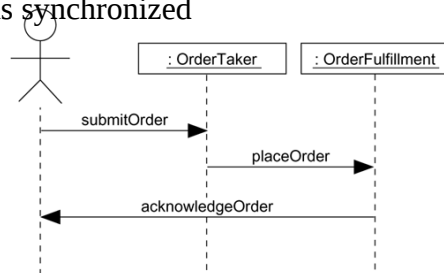 s synchronized
: OrderTaker
: OrderFulfillment
submitOrder
placeOrder
acknowledgeOrder